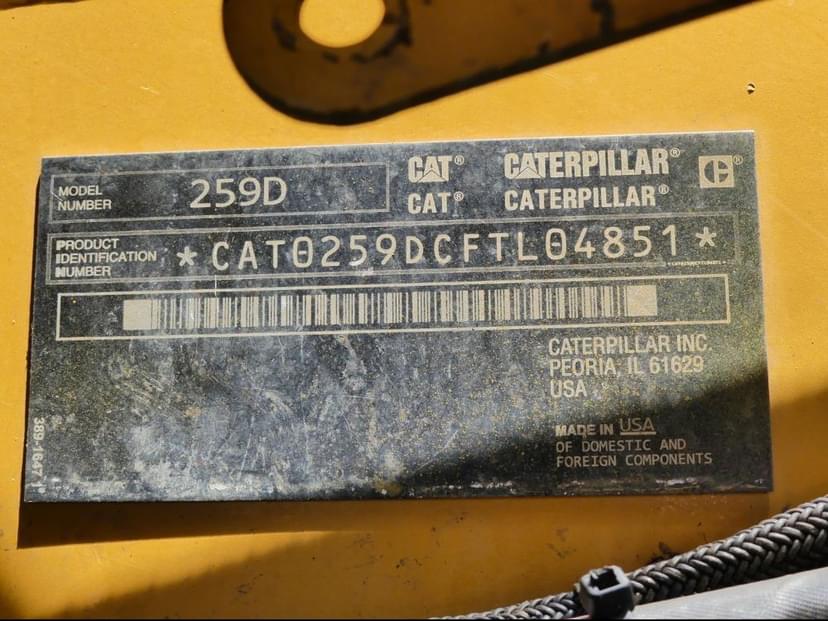 MODEL NUMBER 259D
CAT® CATERPILLAR®
CAT® CATERPILLAR®
PRODUCT IDENTIFICATION NUMBER *CAT0259DCFTL04851*
CATERPILLAR INC.
PEORIA, IL 61629
USA
MADE IN USA
OF DOMESTIC AND
FOREIGN COMPONENTS